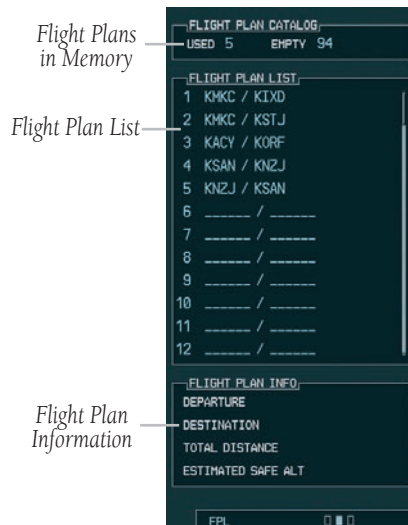 Flight Plans
in Memory
FLIGHT PLAN CATALOG
USED 5 EMPTY 94
Flight Plan List
FLIGHT PLAN LIST
1 KMKC / KIXD
2 KMKC / KSTJ
3 KACY / KORF
4 KSAN / KNZJ
5 KNZJ / KSAN
6 ______ / ______
7 ______ / ______
8 ______ / ______
9 ______ / ______
10 ______ / ______
11 ______ / ______
12 ______ / ______
Flight Plan
Information
FLIGHT PLAN INFO
DEPARTURE
DESTINATION
TOTAL DISTANCE
ESTIMATED SAFE ALT
FPL